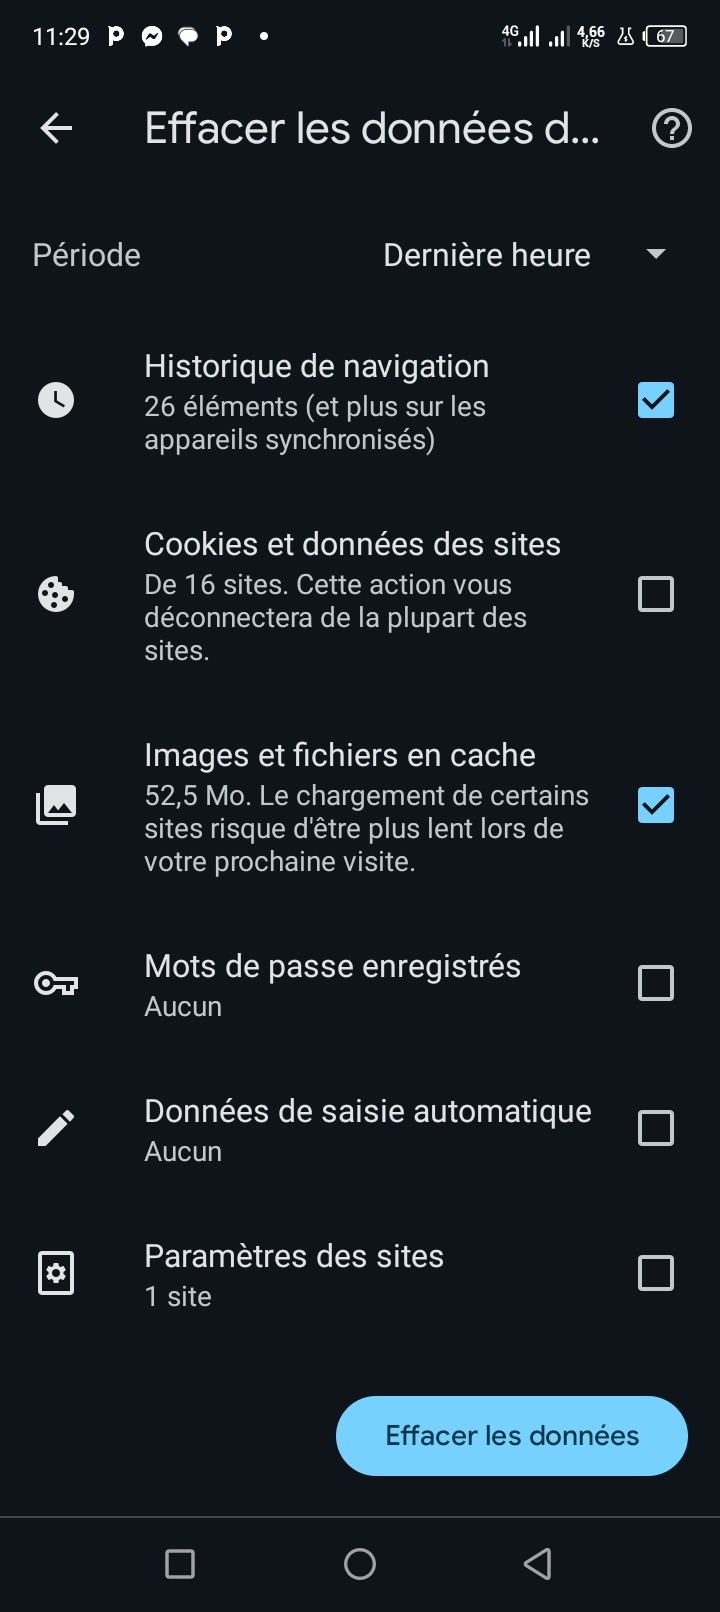 11:29
4G
4,66
K/S
67
Effacer les données d...
Période
Dernière heure
Historique de navigation
26 éléments (et plus sur les
appareils synchronisés)
Cookies et données des sites
De 16 sites. Cette action vous
déconnectera de la plupart des
sites.
Images et fichiers en cache
52,5 Mo. Le chargement de certains
sites risque d'être plus lent lors de
votre prochaine visite.
Mots de passe enregistrés
Aucun
Données de saisie automatique
Aucun
Paramètres des sites
1 site
Effacer les données